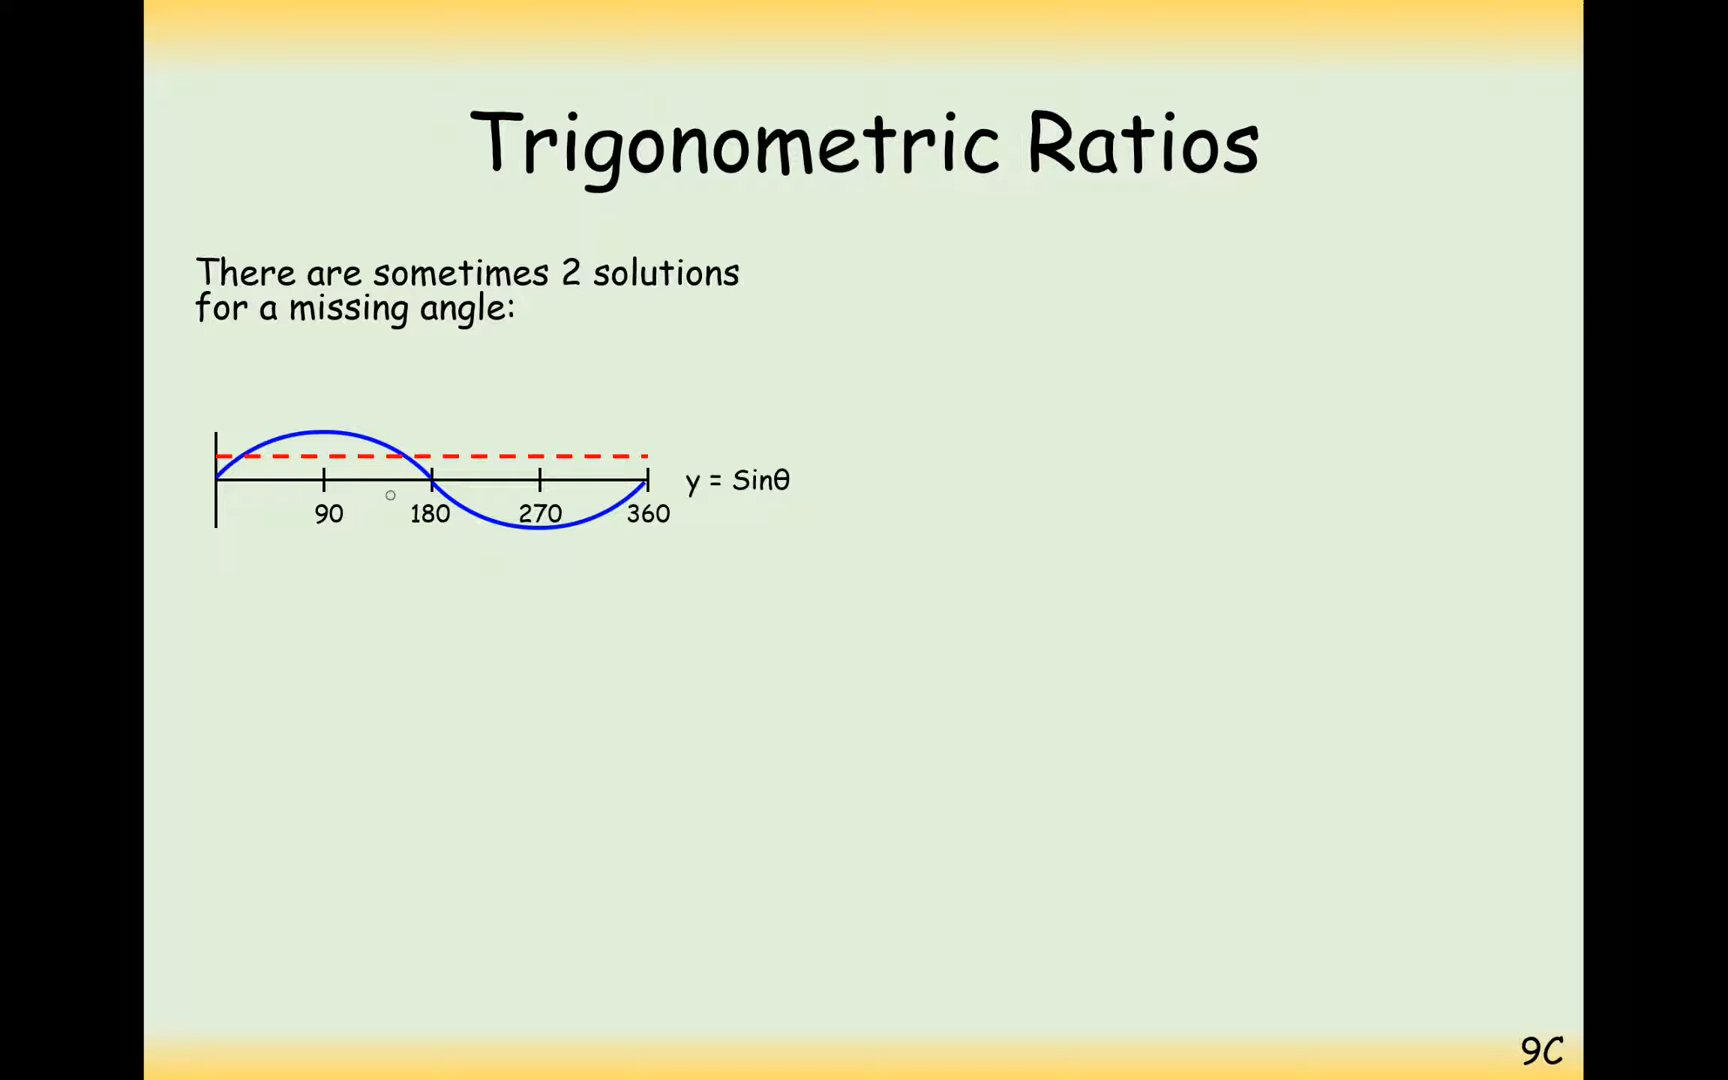 Trigonometric Ratios
There are sometimes 2 solutions
for a missing angle:
y = Sinθ
90 180 270 360
9C